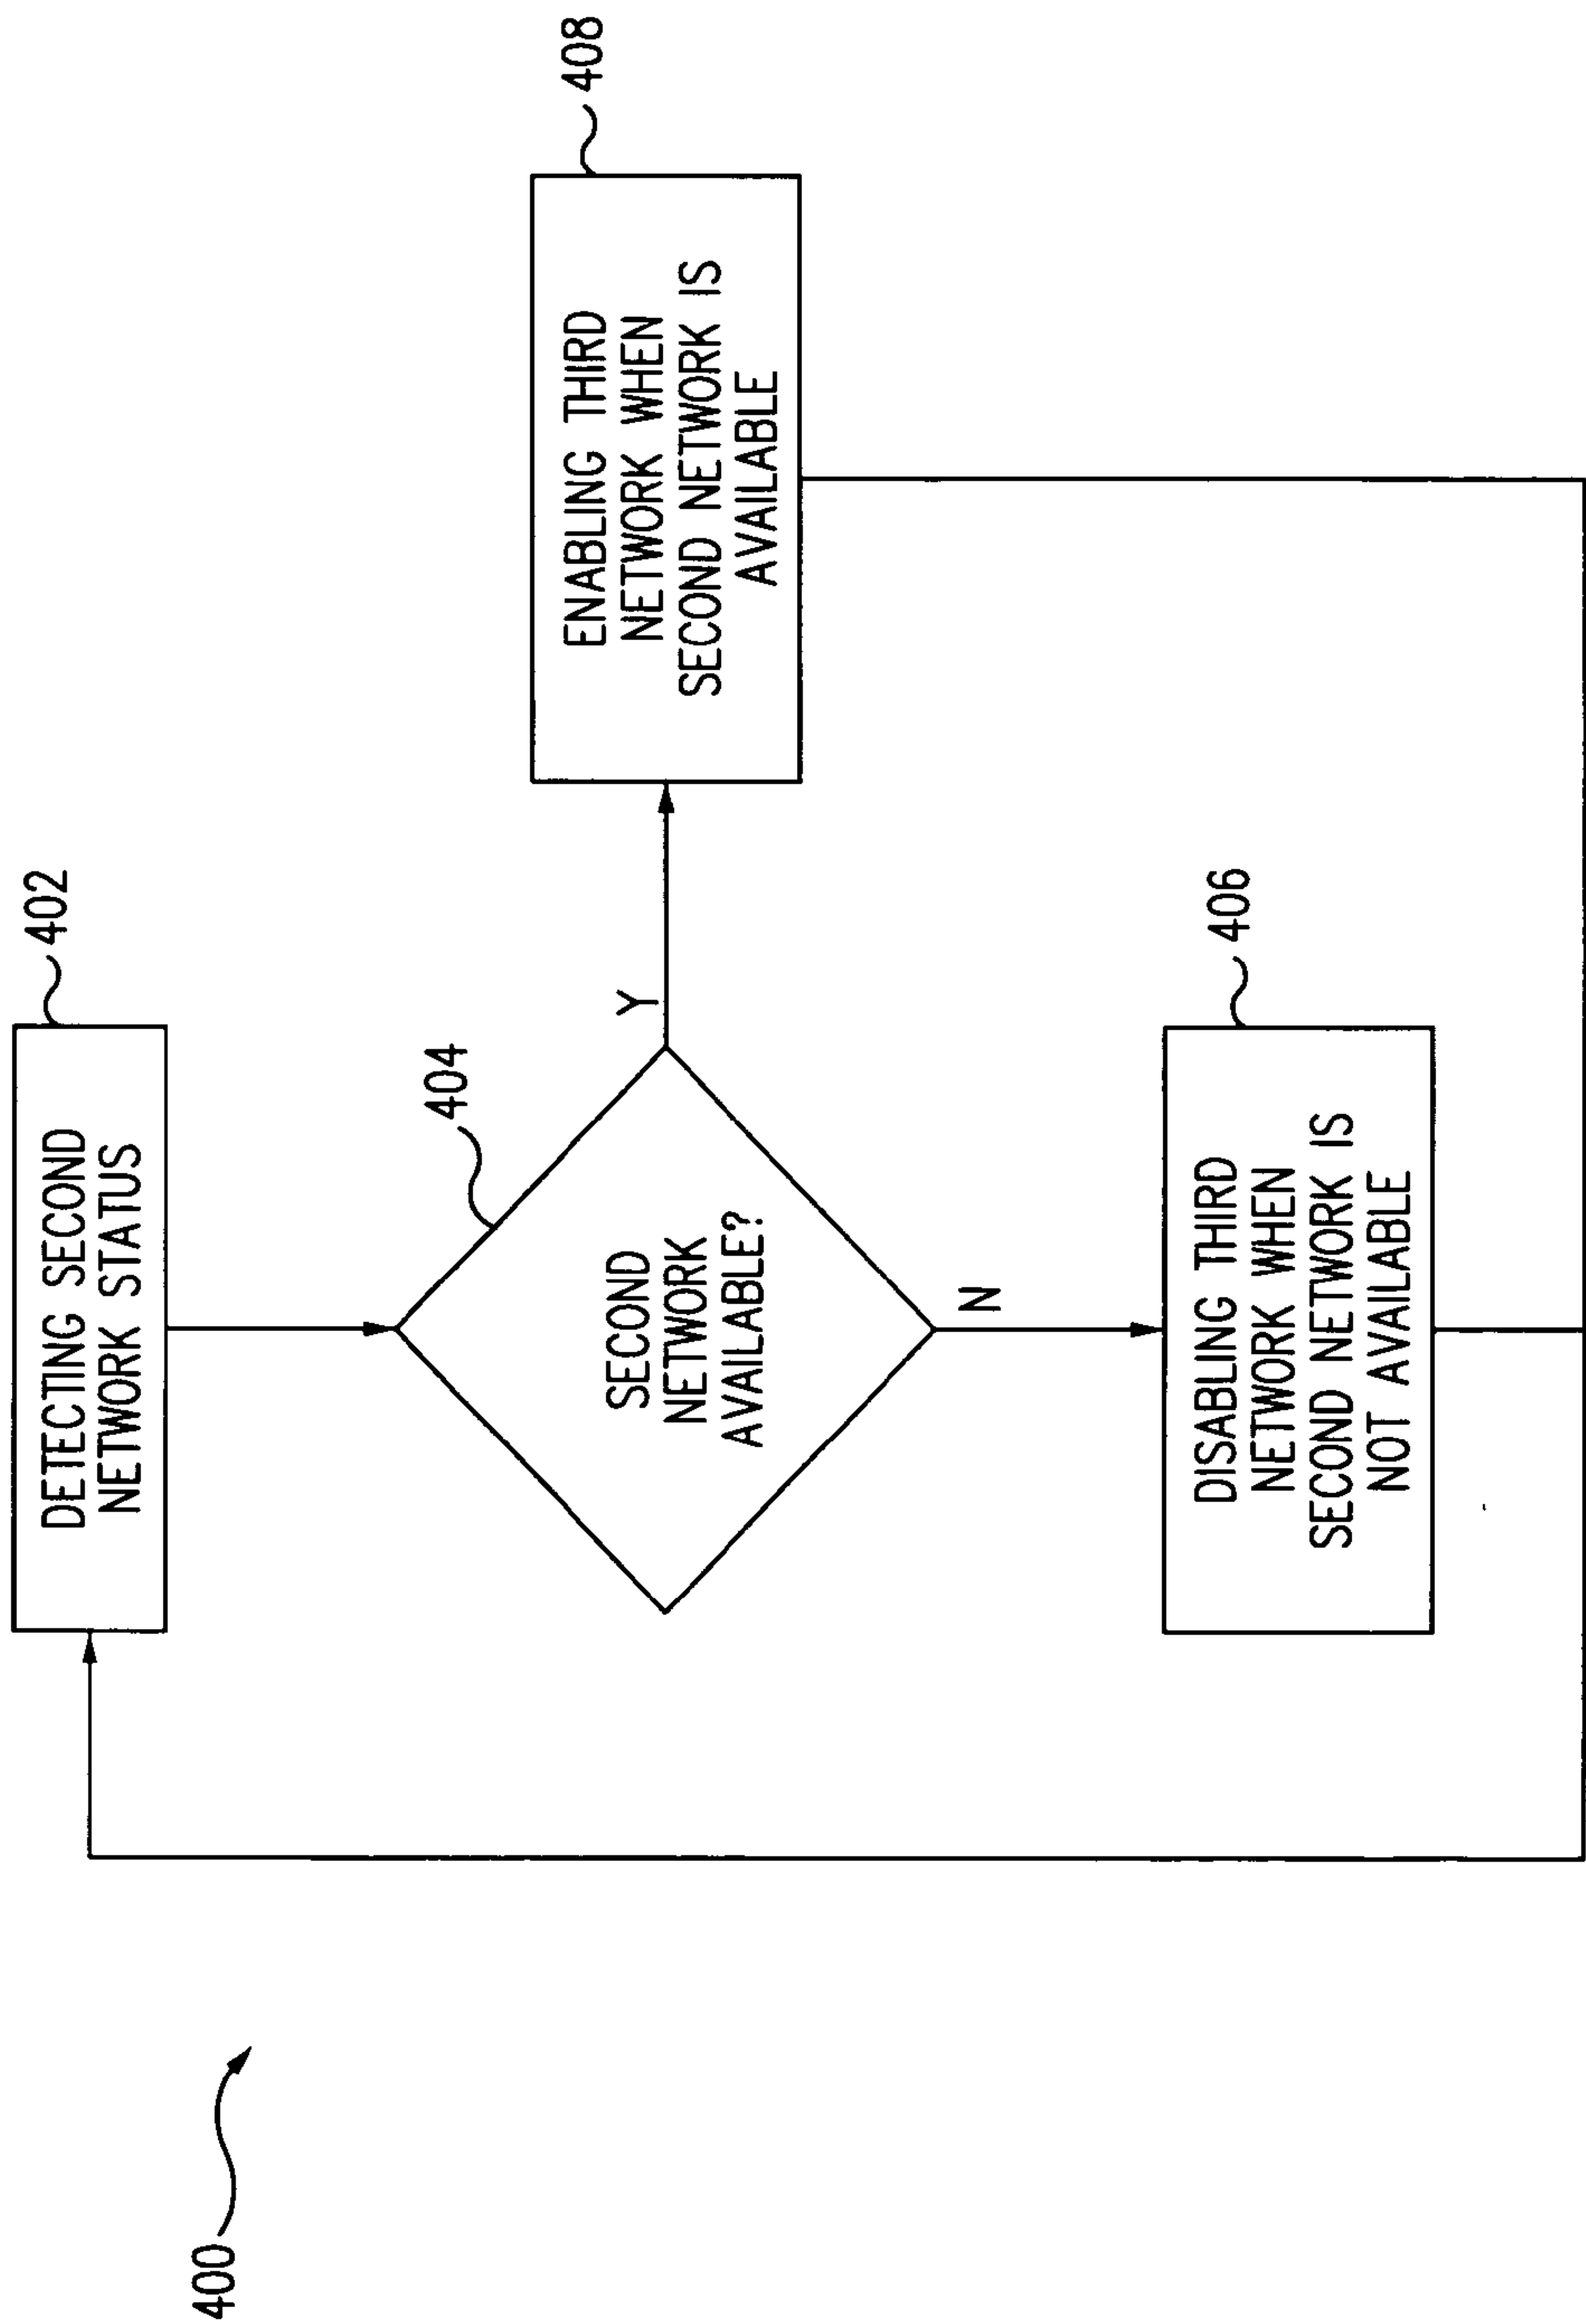 400
402
DETECTING SECOND
NETWORK STATUS
404
SECOND
NETWORK
AVAILABLE?
Y
N
408
ENABLING THIRD
NETWORK WHEN
SECOND NETWORK IS
AVAILABLE
406
DISABLING THIRD
NETWORK WHEN
SECOND NETWORK IS
NOT AVAILABLE